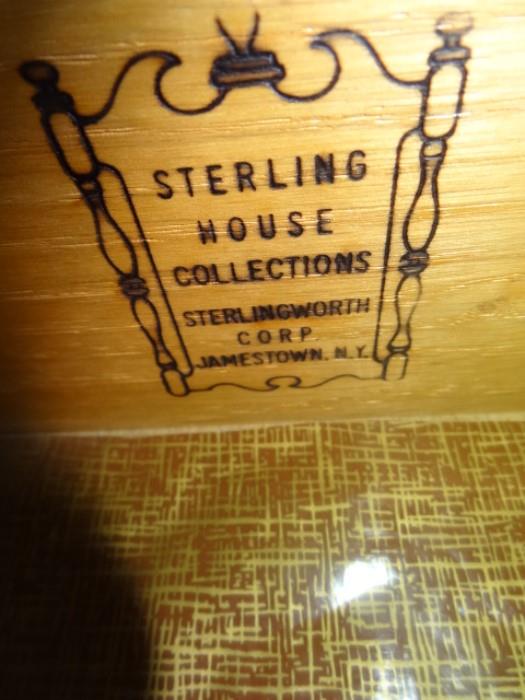 STERLING
HOUSE
COLLECTIONS
STERLINGWORTH
CORP.
JAMESTOWN. N.Y.